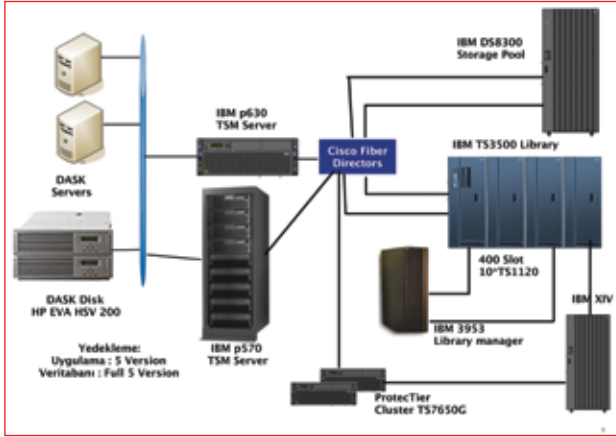 IBM DS8300
Storage Pool
IBM p630
TSM Server
Cisco Fiber
Directors
IBM TS3500 Library
DASK
Servers
400 Slot
10*TS1120
DASK Disk
HP EVA HSV 200
IBM XIV
IBM 3953
Library manager
Yedekleme:
Uygulama : 5 Version
Veritabanı : Full 5 Version
IBM p570
TSM Server
ProtecTier
Cluster TS7650G